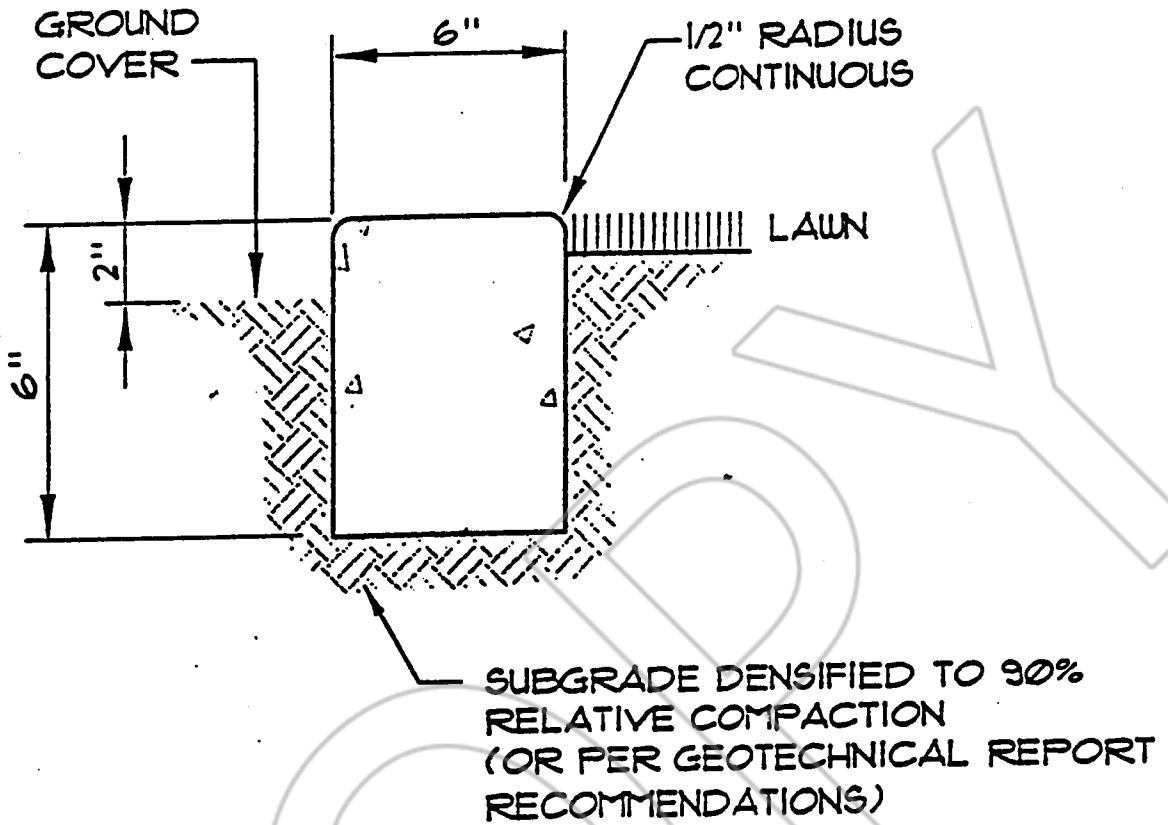 GROUND
COVER
6"
1/2" RADIUS
CONTINUOUS
2"
LAWN
6"
SUBGRADE DENSIFIED TO 90%
RELATIVE COMPACTION
(OR PER GEOTECHNICAL REPORT
RECOMMENDATIONS)